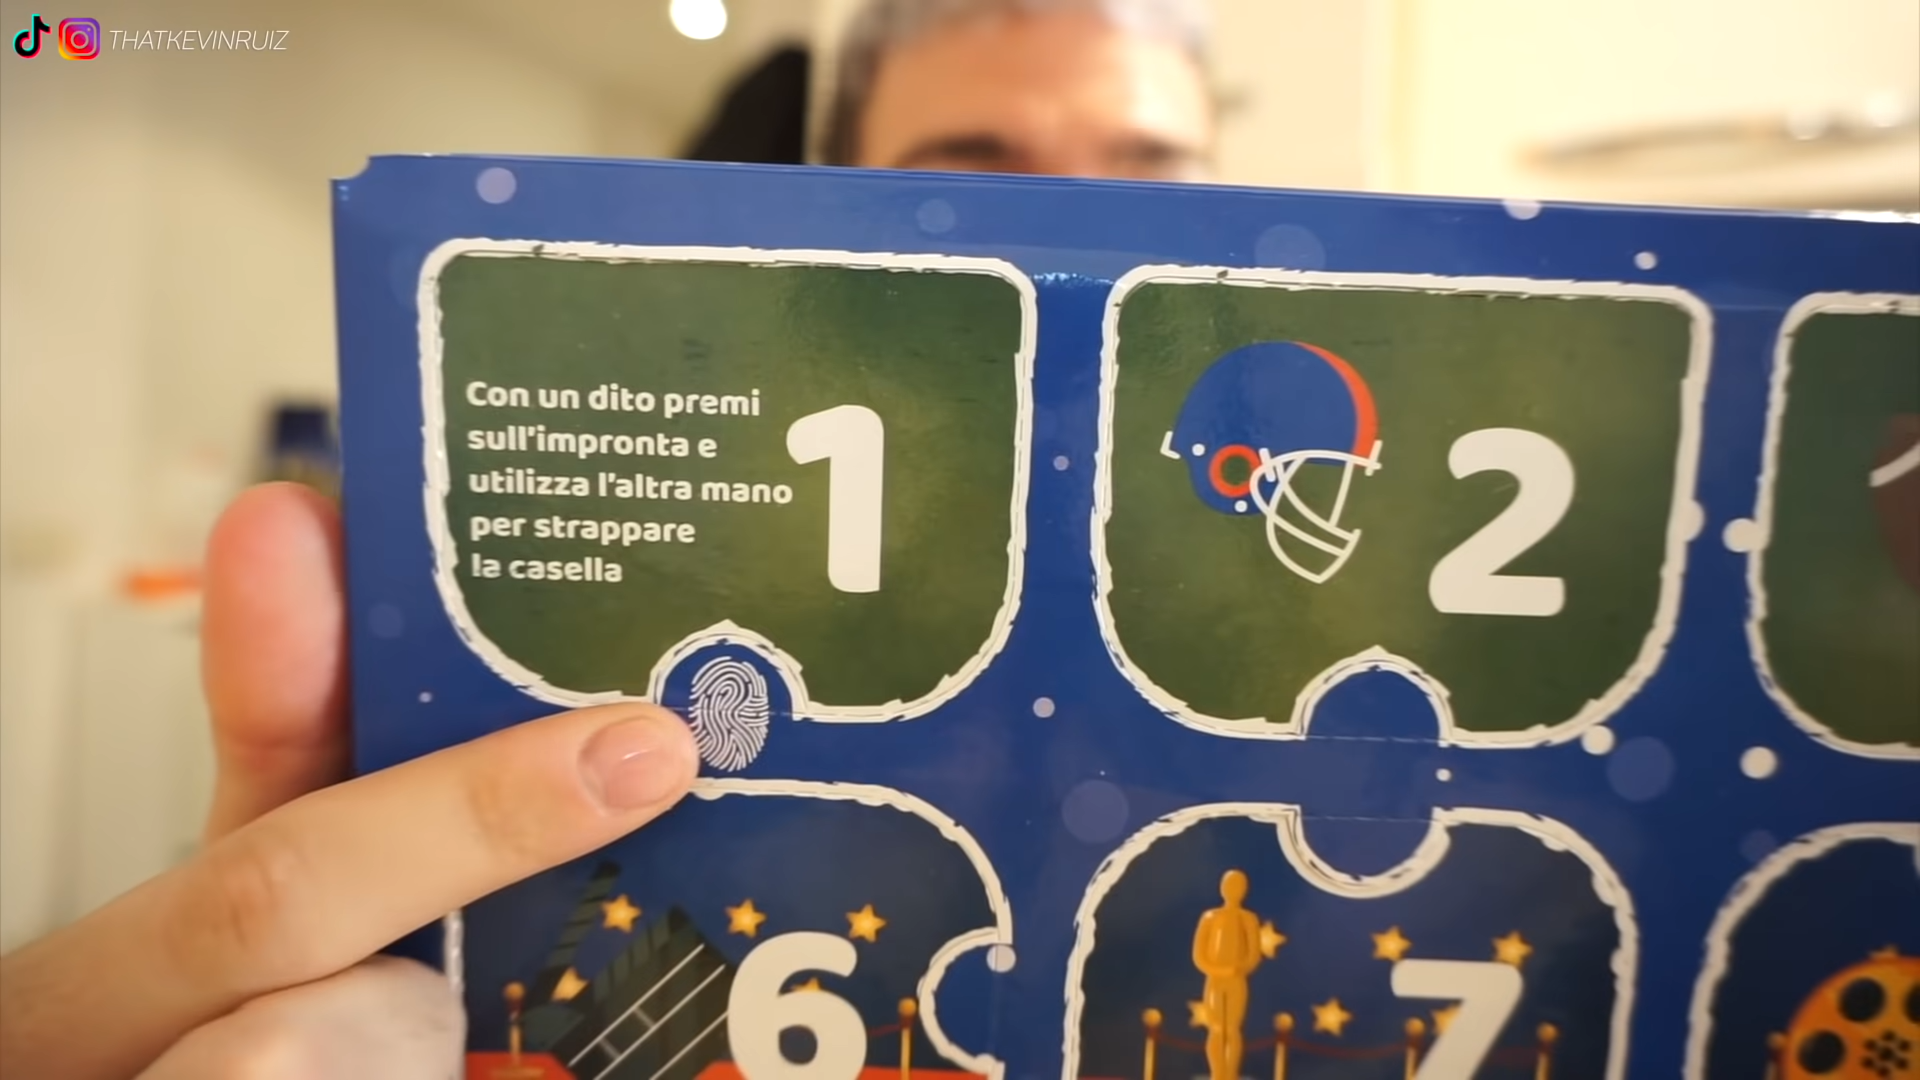 THATKEVINRUIZ
Con un dito premi
sull'impronta e
utilizza l'altra mano
per strappare
la casella
1
2
6
7